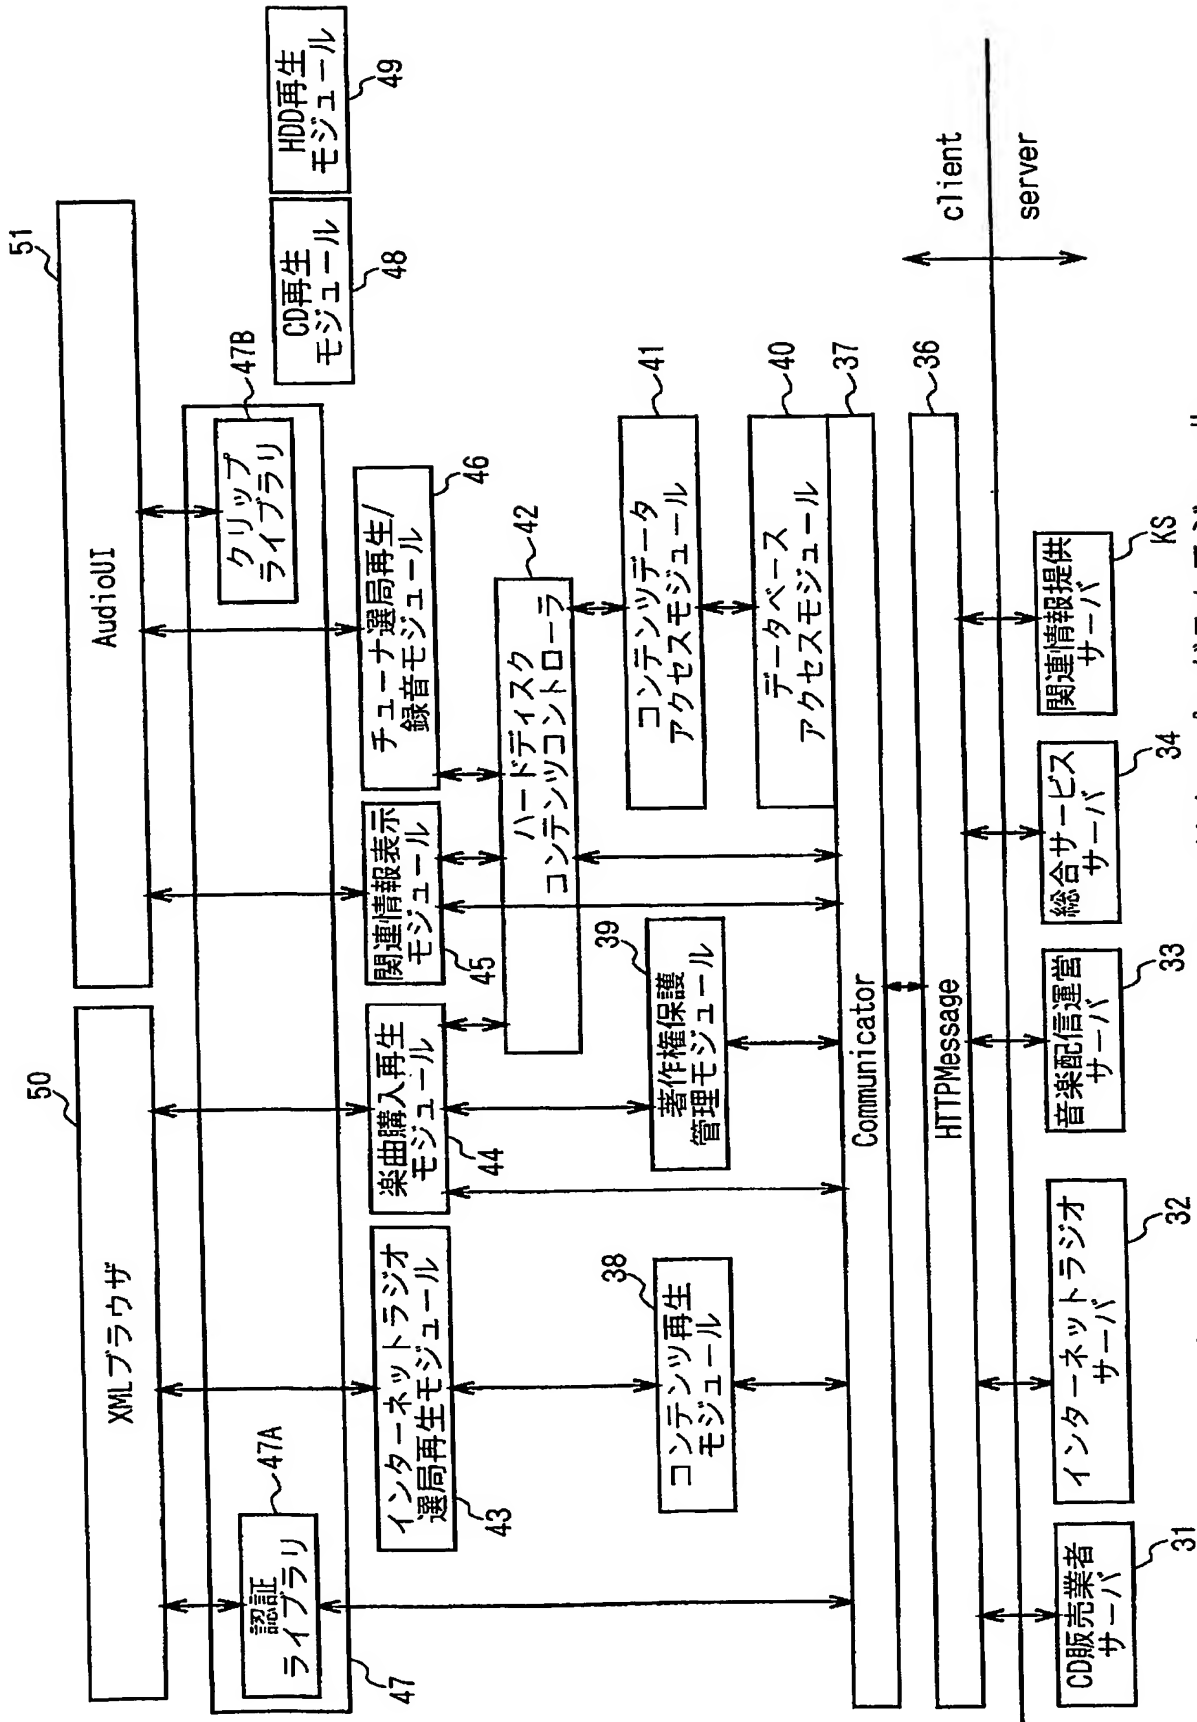 50
XMLブラウザ
51
AudioUI
47
47A
認証
ライブラリ
47B
クリップ
ライブラリ
CD再生
モジュール
48
HDD再生
モジュール
49
インターネットラジオ
選局再生モジュール
43
楽曲購入再生
モジュール
44
関連情報表示
モジュール
45
チューナ選局再生/
録音モジュール
46
ハードディスク
コンテンツコントローラ
42
38
コンテンツ再生
モジュール
39
著作権保護
管理モジュール
コンテンツデータ
アクセスモジュール
41
データベース
アクセスモジュール
40
Communicator
37
HTTPMessage
36
client
server
CD販売業者
サーバ
31
インターネットラジオ
サーバ
32
音楽配信運営
サーバ
33
総合サービス
サーバ
34
関連情報提供
サーバ
KS